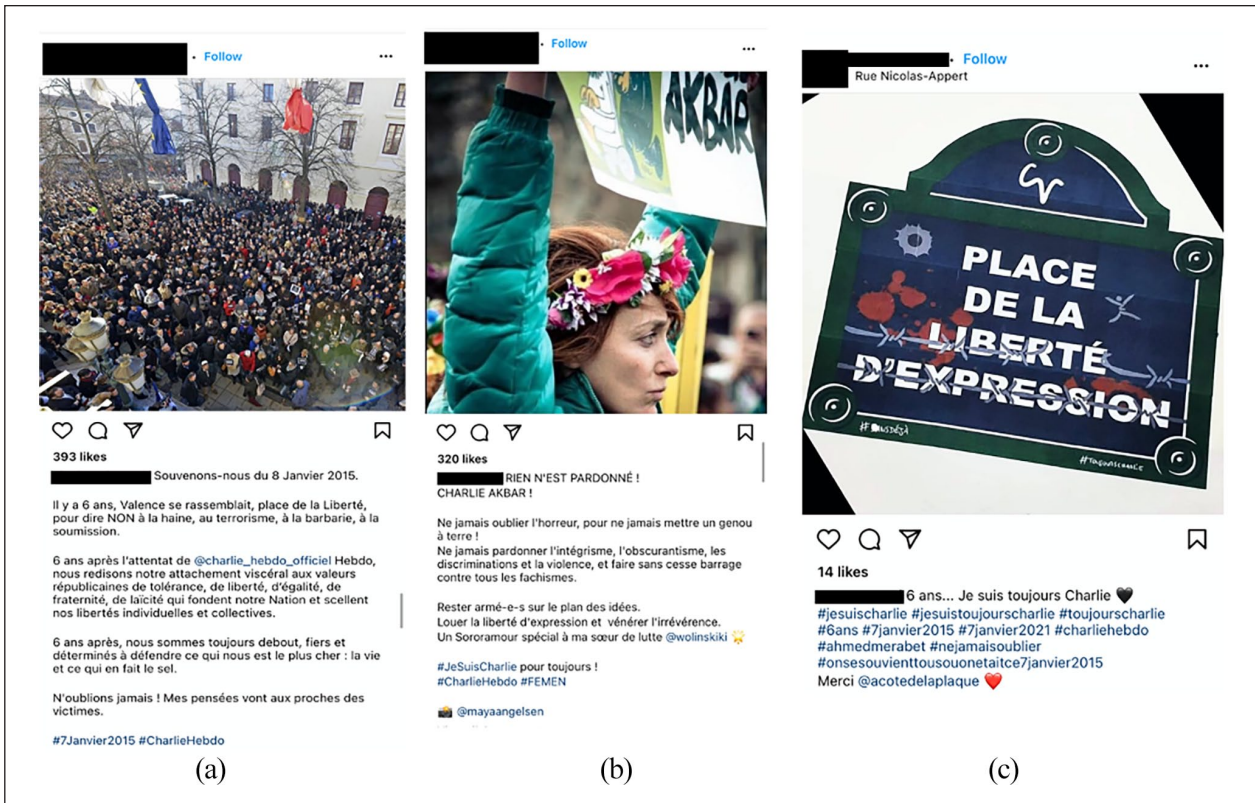 Follow
...
393 likes
Souvenons-nous du 8 Janvier 2015.
Il y a 6 ans, Valence se rassemblait, place de la Liberté,
pour dire NON à la haine, au terrorisme, à la barbarie, à la
soumission.
6 ans après l'attentat de @charlie_hebdo_officiel Hebdo,
nous redisons notre attachement viscéral aux valeurs
républicaines de tolérance, de liberté, d'égalité, de
fraternité, de laïcité qui fondent notre Nation et scellent
nos libertés individuelles et collectives.
6 ans après, nous sommes toujours debout, fiers et
déterminés à défendre ce qui nous est le plus cher : la vie
et ce qui en fait le sel.
N'oublions jamais ! Mes pensées vont aux proches des
victimes.
#7Janvier2015 #CharlieHebdo
(a)
Follow
...
AKBAR
320 likes
RIEN N'EST PARDONNÉ !
CHARLIE AKBAR !
Ne jamais oublier l'horreur, pour ne jamais mettre un genou
à terre !
Ne jamais pardonner l'intégrisme, l'obscurantisme, les
discriminations et la violence, et faire sans cesse barrage
contre tous les fachismes.
Rester armé-e-s sur le plan des idées.
Louer la liberté d'expression et vénérer l'irrévérence.
Un Sororamour spécial à ma sœur de lutte @wolinskiki
#JeSuisCharlie pour toujours !
#CharlieHebdo #FEMEN
@mayaangelsen
(b)
Follow
...
Rue Nicolas-Appert
PLACE
DE LA
LIBERTÉ
D'EXPRESSION
#TOUJOURSCHARLIE
14 likes
6 ans... Je suis toujours Charlie 🖤
#jesuischarlie #jesuistoujourscharlie #toujourscharlie
#6ans #7janvier2015 #7janvier2021 #charliehebdo
#ahmedmerabet #nejamaisoublier
#onsesouvienttousouonetaitce7janvier2015
Merci @acotedelaplaque ❤️
(c)